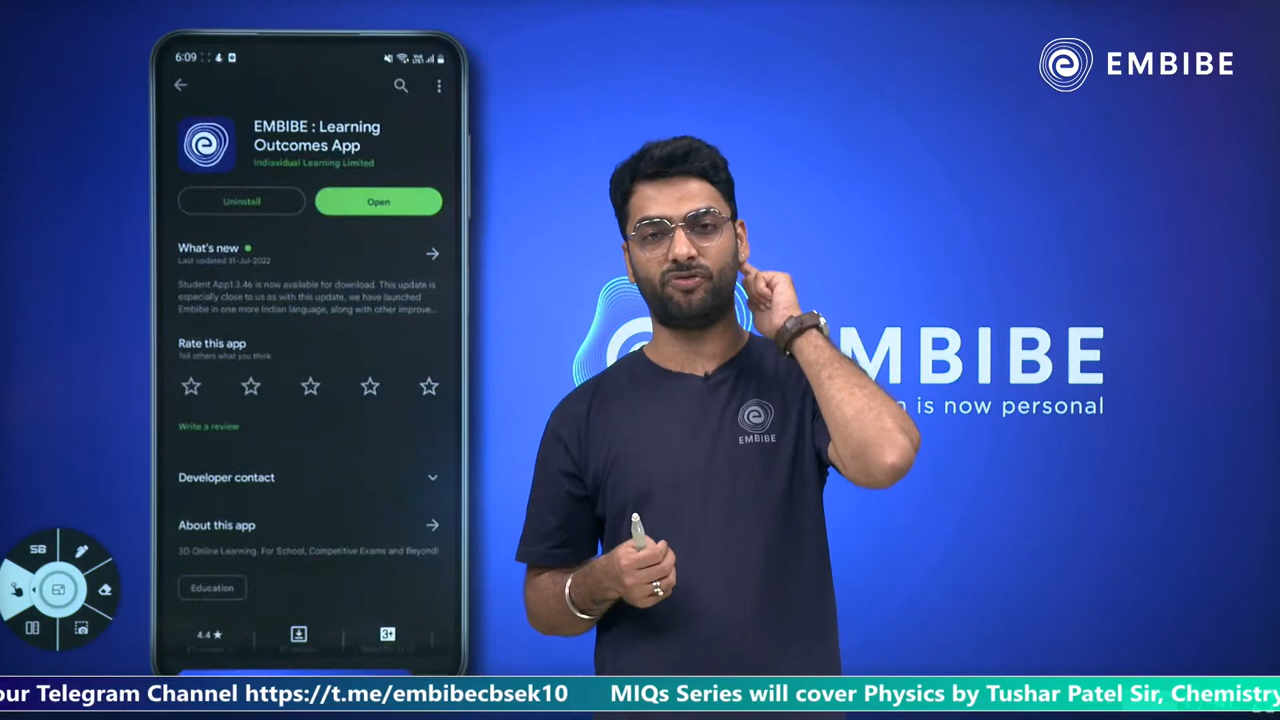 6:09
EMBIBE
EMBIBE : Learning
Outcomes App
Indiavidual Learning Limited
Uninstall
Open
What's new
Last updated 31-Jul-2022
Student App1.3.46 is now available for download. This update is
especially close to us as with this update, we have launched
Embibe in one more Indian language, along with other improve...
Rate this app
Tell others what you think
Write a review
Developer contact
About this app
3D Online Learning. For School, Competitive Exams and Beyond!
Education
4.4★
3+
MBIBE
n is now personal
EMBIBE
SB
our Telegram Channel https://t.me/embibecbsek10 MIQs Series will cover Physics by Tushar Patel Sir, Chemistry